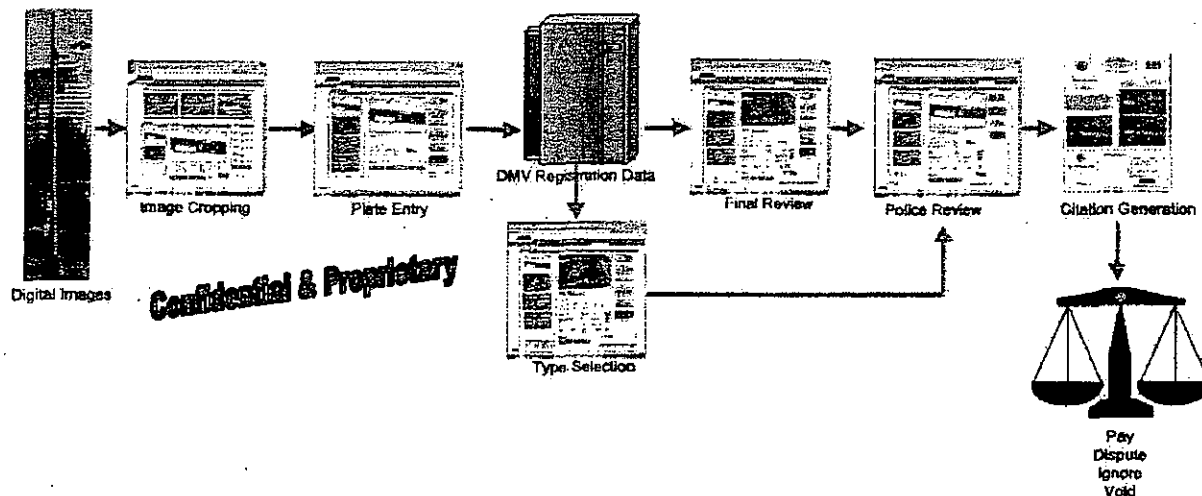 DMV Registration Data
Image Cropping
Plate Entry
Final Review
Police Review
Citation Generation
Digital Images
Confidential & Proprietary
Type Selection
Pay
Dispute
Ignore
Void